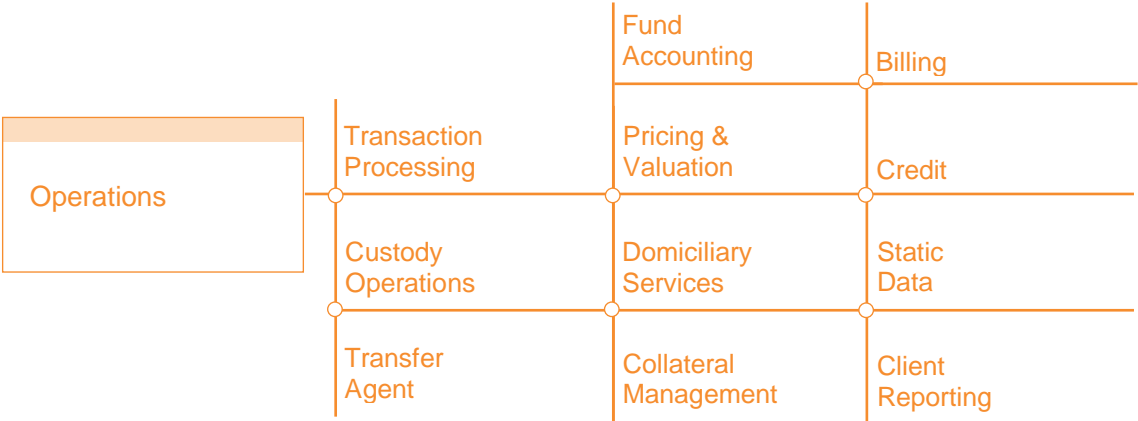 Operations
Transaction
Processing
Custody
Operations
Transfer
Agent
Fund
Accounting
Pricing &
Valuation
Domiciliary
Services
Collateral
Management
Billing
Credit
Static
Data
Client
Reporting